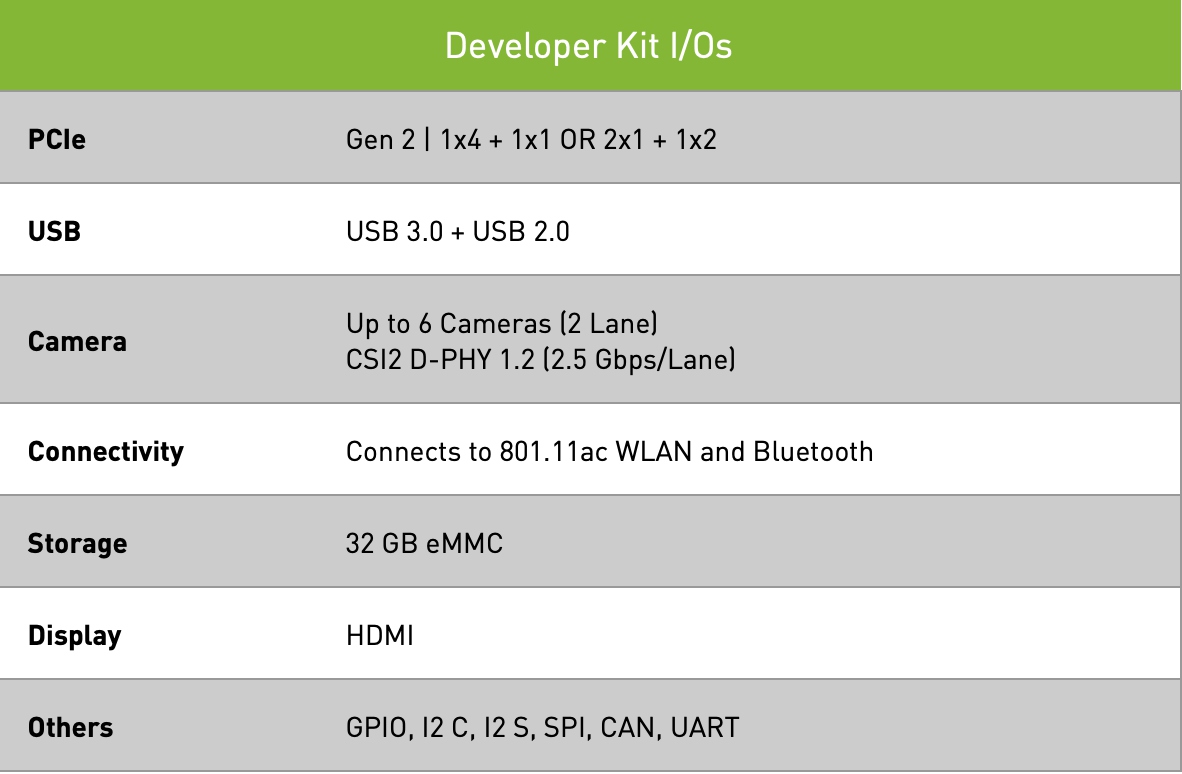 Developer Kit I/Os
PCIe Gen 2 | 1x4 + 1x1 OR 2x1 + 1x2
USB USB 3.0 + USB 2.0
Camera Up to 6 Cameras (2 Lane)
CSI2 D-PHY 1.2 (2.5 Gbps/Lane)
Connectivity Connects to 801.11ac WLAN and Bluetooth
Storage 32 GB eMMC
Display HDMI
Others GPIO, I2 C, I2 S, SPI, CAN, UART